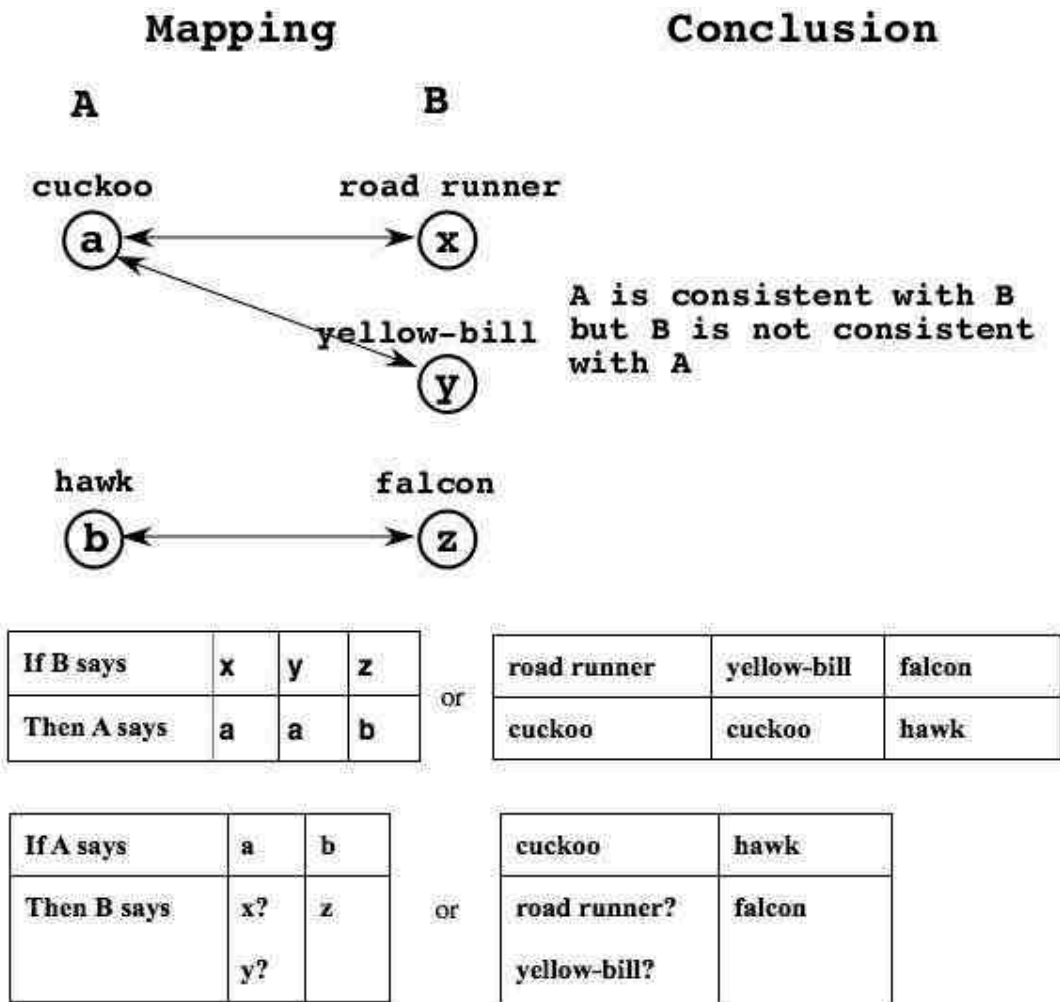 Mapping Conclusion
A B
cuckoo road runner
a x
yellow-bill
y
A is consistent with B
but B is not consistent
with A
hawk falcon
b z
If B says x y z
Then A says a a b
or
road runner yellow-bill falcon
cuckoo cuckoo hawk
If A says a b
Then B says x? z
y?
or
cuckoo hawk
road runner? falcon
yellow-bill?